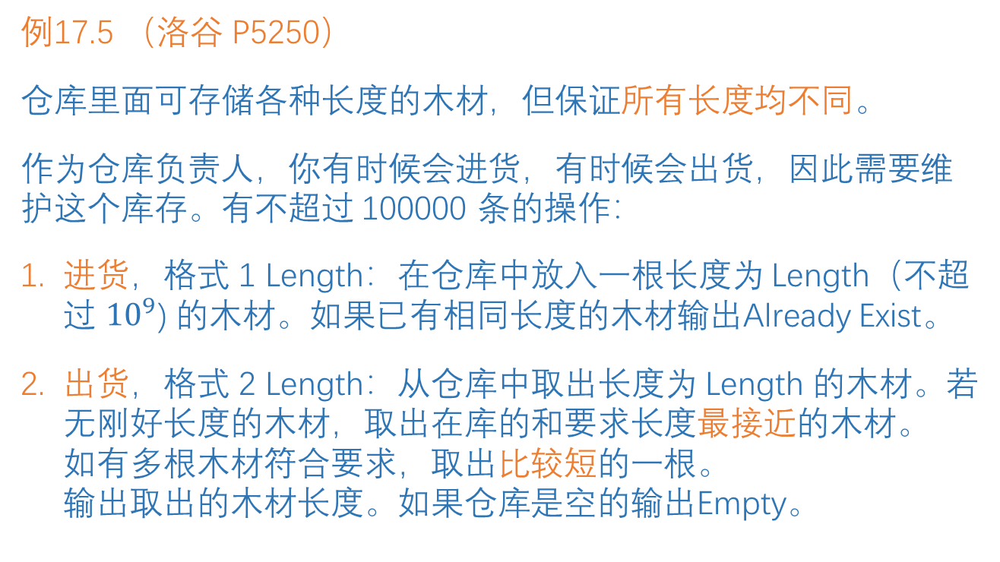 例17.5 （洛谷 P5250）
仓库里面可存储各种长度的木材，但保证所有长度均不同。
作为仓库负责人，你有时候会进货，有时候会出货，因此需要维
护这个库存。有不超过 100000 条的操作：
1. 进货，格式 1 Length：在仓库中放入一根长度为 Length（不超
过 10⁹) 的木材。如果已有相同长度的木材输出Already Exist。
2. 出货，格式 2 Length：从仓库中取出长度为 Length 的木材。若
无刚好长度的木材，取出在库的和要求长度最接近的木材。
如有多根木材符合要求，取出比较短的一根。
输出取出的木材长度。如果仓库是空的输出Empty。